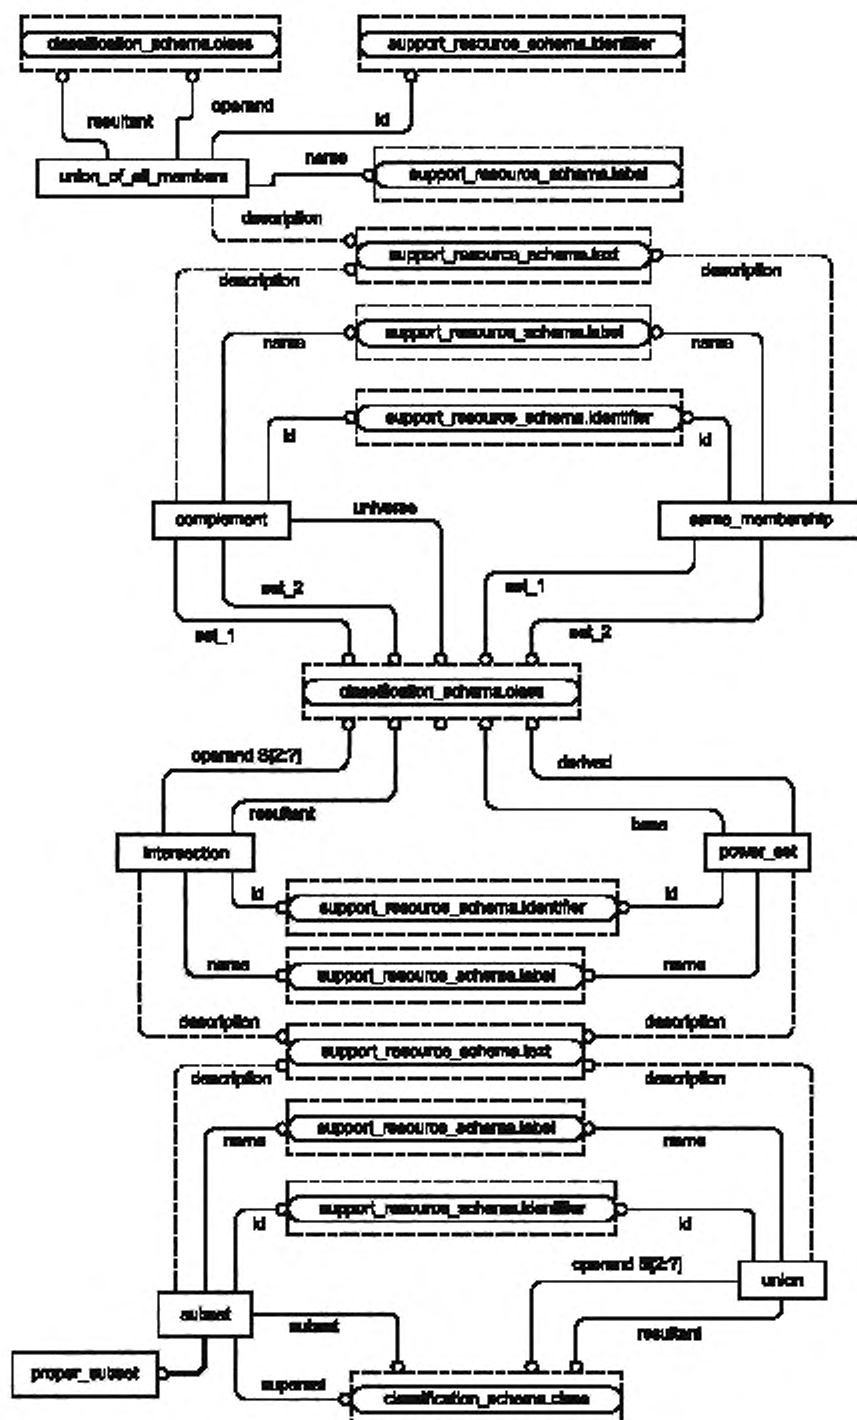 classification_schema.class
support_resource_schema.identifier
resultant
operand
id
union_of_all_members
name
support_resource_schema.label
description
support_resource_schema.text
description
description
support_resource_schema.label
name
name
support_resource_schema.identifier
id
id
complement
universe
same_membership
set_2
set_1
set_1
set_2
classification_schema.class
operand S[2:?]
derived
resultant
base
intersection
power_set
id
support_resource_schema.identifier
id
name
support_resource_schema.label
name
description
description
support_resource_schema.text
description
description
support_resource_schema.label
name
name
support_resource_schema.identifier
id
id
operand S[2:?]
union
subset
subset
resultant
proper_subset
superset
classification_schema.class